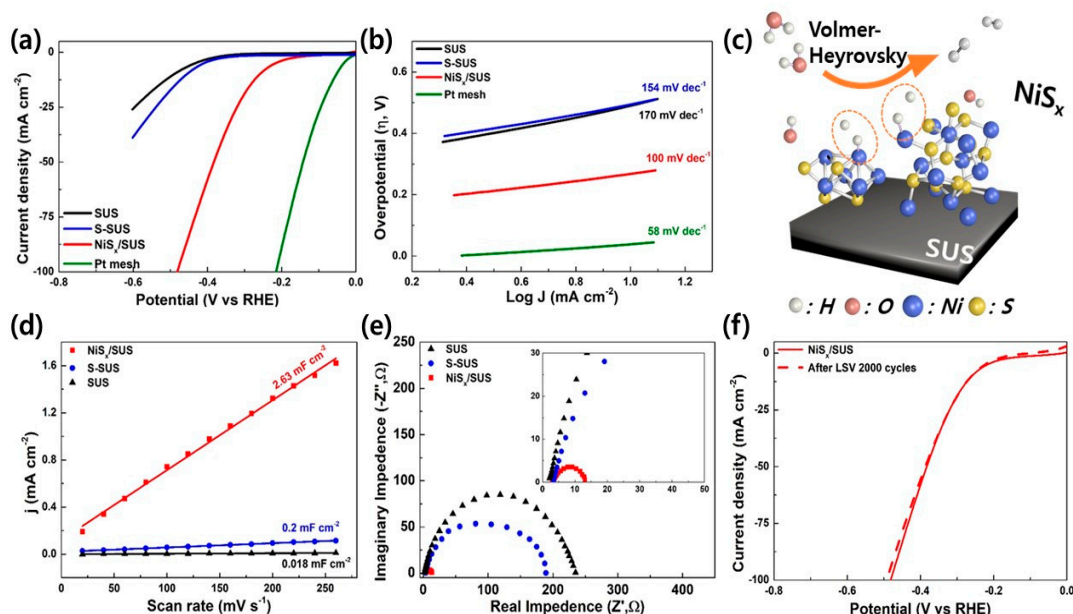 (a)
Current density (mA cm⁻²)
0
-25
-50
-75
-100
SUS
S-SUS
NiSₓ/SUS
Pt mesh
-0.8
-0.6
-0.4
-0.2
0.0
Potential (V vs RHE)
(b)
SUS
S-SUS
NiSₓ/SUS
Pt mesh
Overpotential (η, V)
0.6
0.4
0.2
0.0
154 mV dec⁻¹
170 mV dec⁻¹
100 mV dec⁻¹
58 mV dec⁻¹
0.3
0.6
0.9
1.2
Log J (mA cm⁻²)
(c)
Volmer-
Heyrovsky
NiSₓ
SUS
: H
: O
: Ni
: S
(d)
NiSₓ/SUS
S-SUS
SUS
j (mA cm⁻²)
1.6
1.2
0.8
0.4
0.0
2.63 mF cm⁻²
0.2 mF cm⁻²
0.018 mF cm⁻²
0
50
100
150
200
250
Scan rate (mV s⁻¹)
(e)
SUS
S-SUS
NiSₓ/SUS
Imaginary Impedence (-Z'',Ω)
250
200
150
100
50
0
30
20
10
0
0
10
20
30
40
50
0
100
200
300
400
Real Impedence (Z',Ω)
(f)
NiSₓ/SUS
After LSV 2000 cycles
Current density (mA cm⁻²)
0
-25
-50
-75
-100
-0.8
-0.6
-0.4
-0.2
0.0
Potential (V vs RHE)